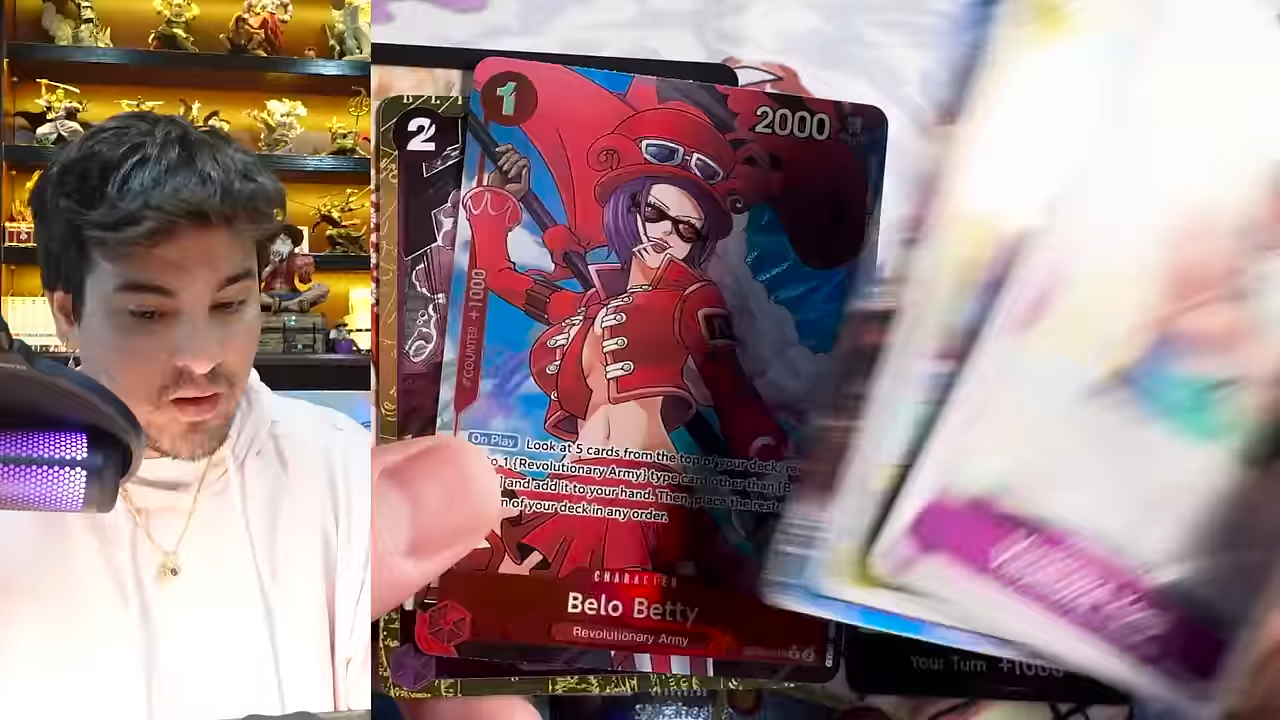 2
1
2000
COUNTER +1000
On Play Look at 5 cards from the top of your deck; re
o 1 {Revolutionary Army} type card other than [B
] and add it to your hand. Then, place the rest
of your deck in any order.
CHARACTER
Belo Betty
Revolutionary Army
Your Turn +1000